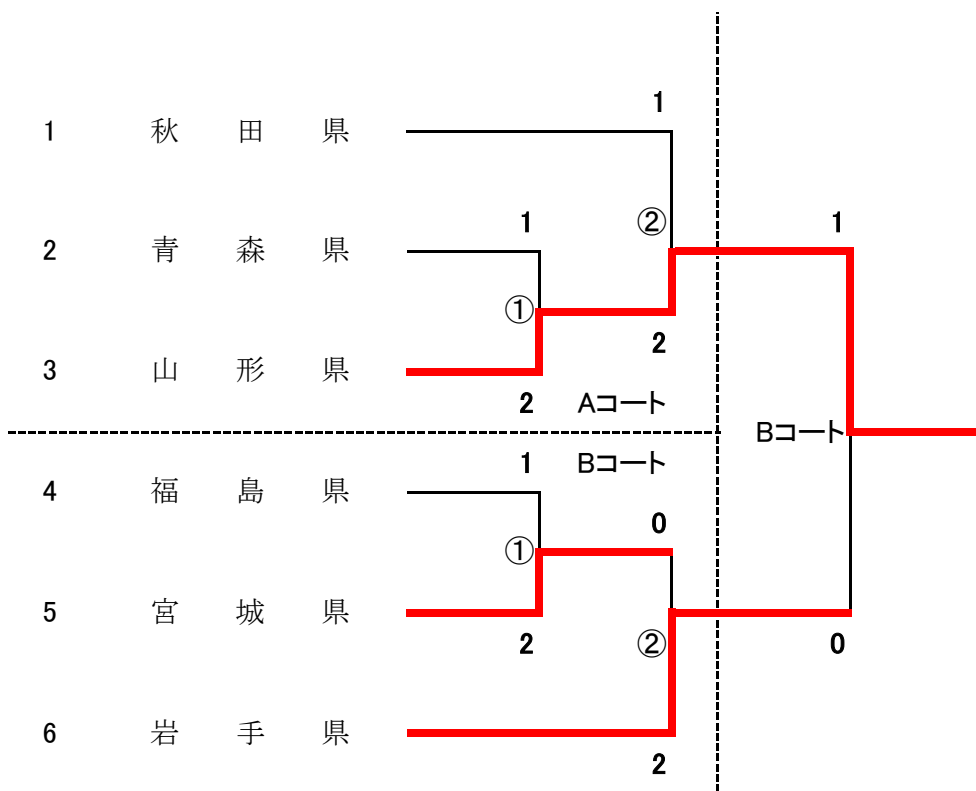 1
1 秋田県
1 ② 1
2 青森県
①
2
3 山形県
2 Aコート
Bコート
1 Bコート
4 福島県
0
①
5 宮城県
2 ② 0
6 岩手県
2